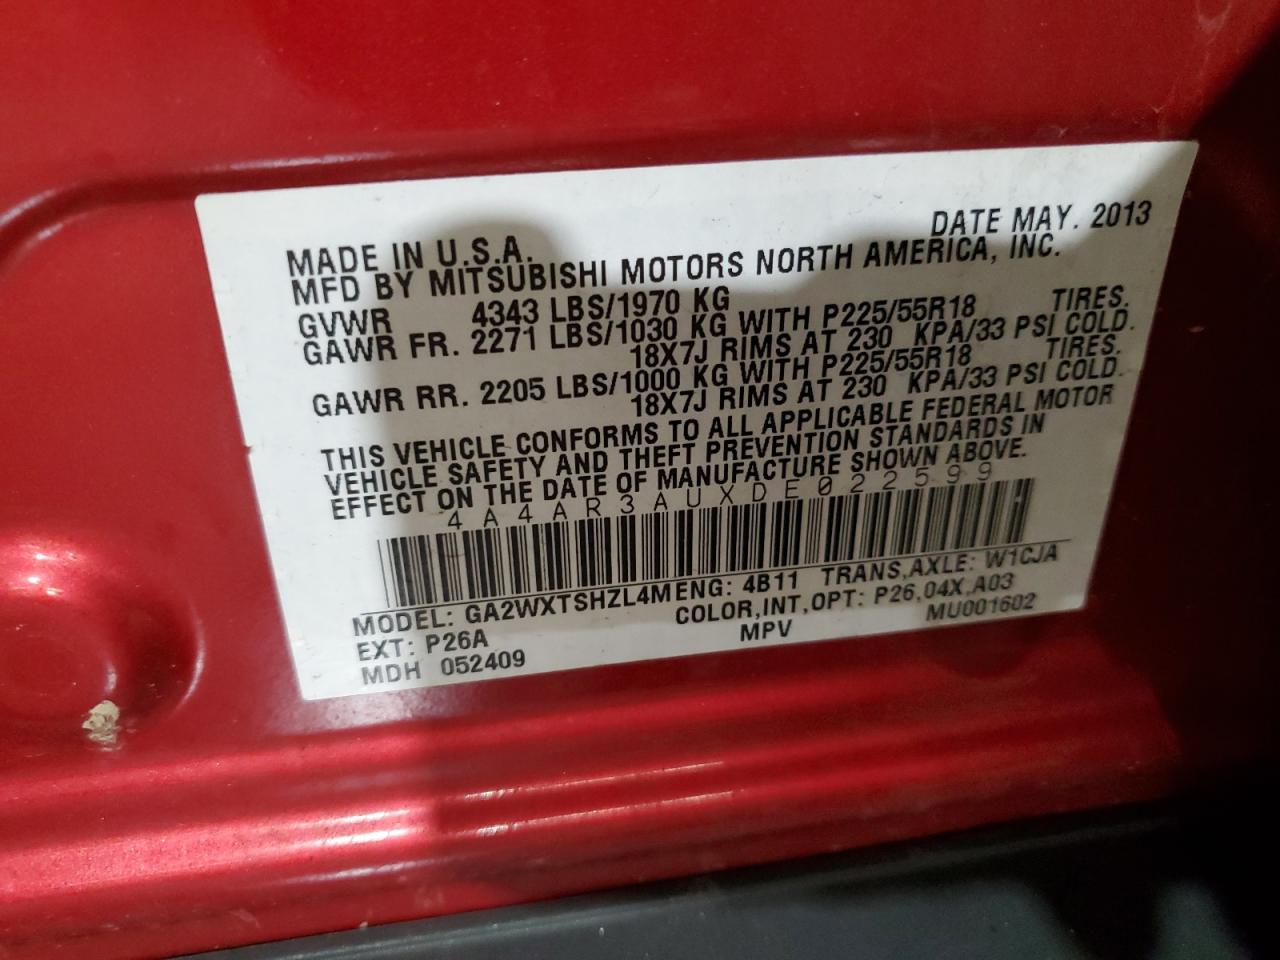 DATE MAY. 2013
MADE IN U.S.A.
MFD BY MITSUBISHI MOTORS NORTH AMERICA, INC.
GVWR 4343 LBS/1970 KG
GAWR FR. 2271 LBS/1030 KG WITH P225/55R18 TIRES.
18X7J RIMS AT 230 KPA/33 PSI COLD.
GAWR RR. 2205 LBS/1000 KG WITH P225/55R18 TIRES.
18X7J RIMS AT 230 KPA/33 PSI COLD.
THIS VEHICLE CONFORMS TO ALL APPLICABLE FEDERAL MOTOR
VEHICLE SAFETY AND THEFT PREVENTION STANDARDS IN
EFFECT ON THE DATE OF MANUFACTURE SHOWN ABOVE.
4A4AR3AUXDE022599
MODEL: GA2WXTSHZL4M ENG: 4B11 TRANS,AXLE: W1CJA
EXT: P26A COLOR,INT,OPT: P26,04X,A03
MDH 052409 MPV MU001602